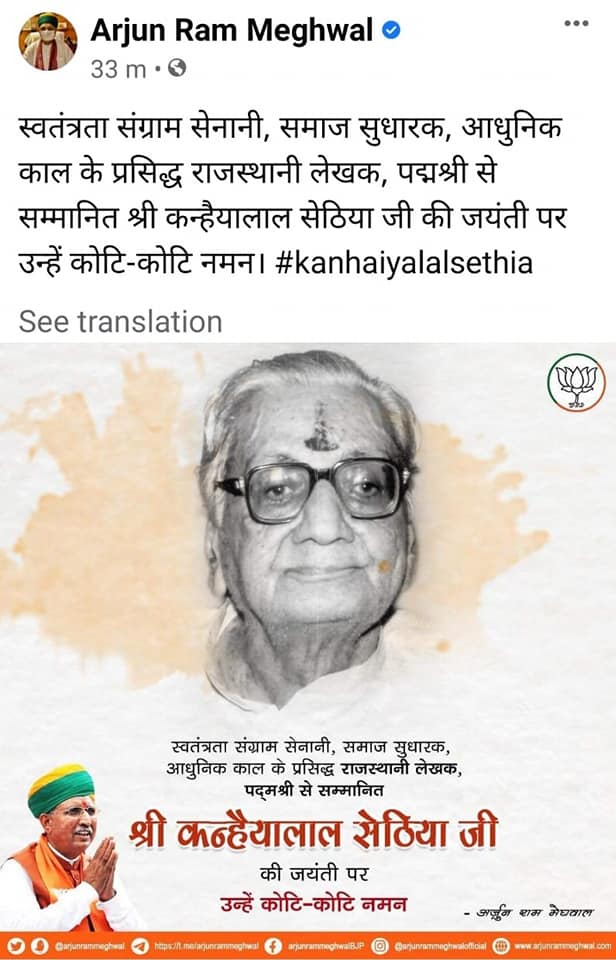 Arjun Ram Meghwal
33 m
स्वतंत्रता संग्राम सेनानी, समाज सुधारक, आधुनिक
काल के प्रसिद्ध राजस्थानी लेखक, पद्मश्री से
सम्मानित श्री कन्हैयालाल सेठिया जी की जयंती पर
उन्हें कोटि-कोटि नमन। #kanhaiyalalsethia
See translation
स्वतंत्रता संग्राम सेनानी, समाज सुधारक,
आधुनिक काल के प्रसिद्ध राजस्थानी लेखक,
पद्मश्री से सम्मानित
श्री कन्हैयालाल सेठिया जी
की जयंती पर
उन्हें कोटि-कोटि नमन
- अर्जुन राम मेघवाल
@arjunrammeghwal https://t.me/arjunrammeghwal arjunrammeghwalBJP @arjunrammeghwalofficial www.arjunrammeghwal.com